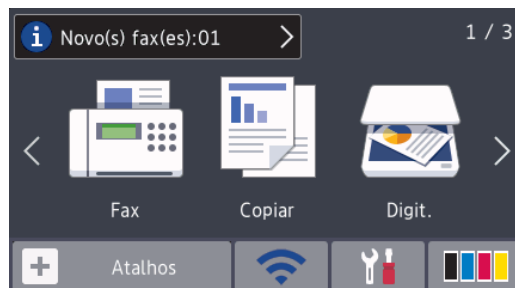 Novo(s) fax(es):01
1 / 3
Fax
Copiar
Digit.
Atalhos